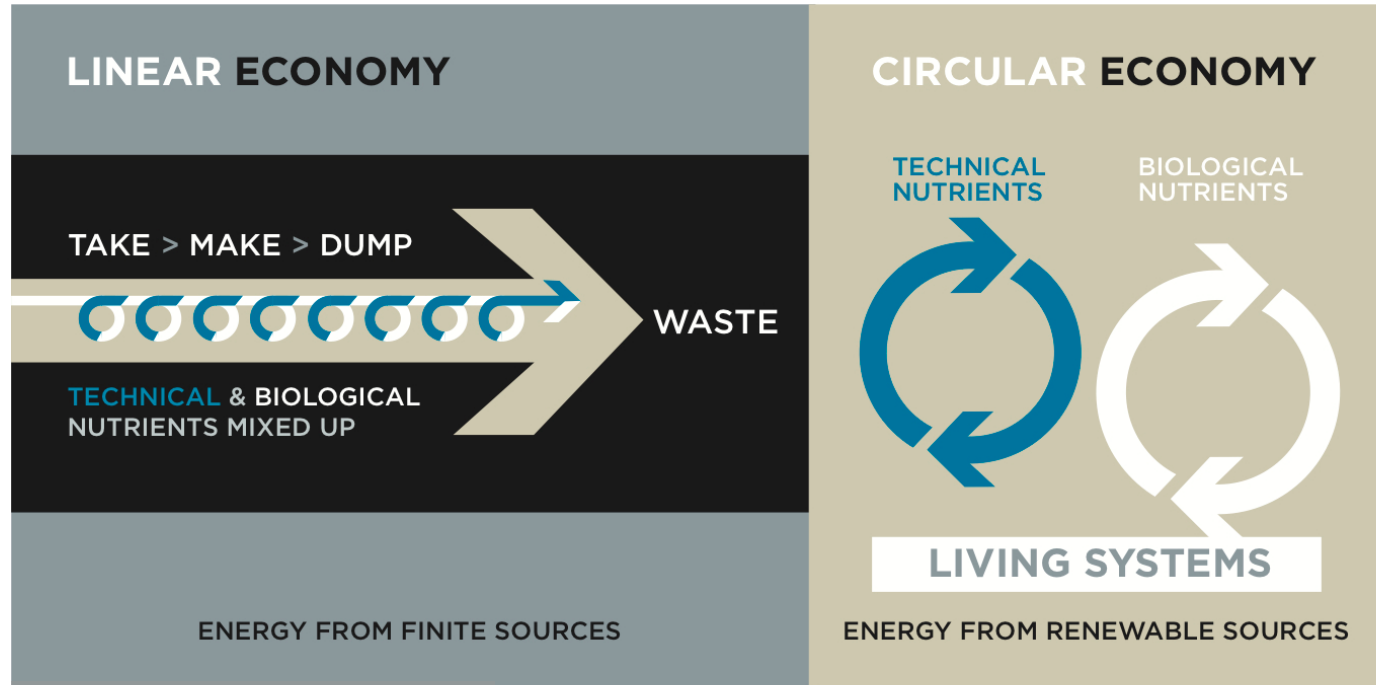 LINEAR ECONOMY
TAKE > MAKE > DUMP
WASTE
TECHNICAL & BIOLOGICAL
NUTRIENTS MIXED UP
ENERGY FROM FINITE SOURCES
CIRCULAR ECONOMY
TECHNICAL
NUTRIENTS
BIOLOGICAL
NUTRIENTS
LIVING SYSTEMS
ENERGY FROM RENEWABLE SOURCES